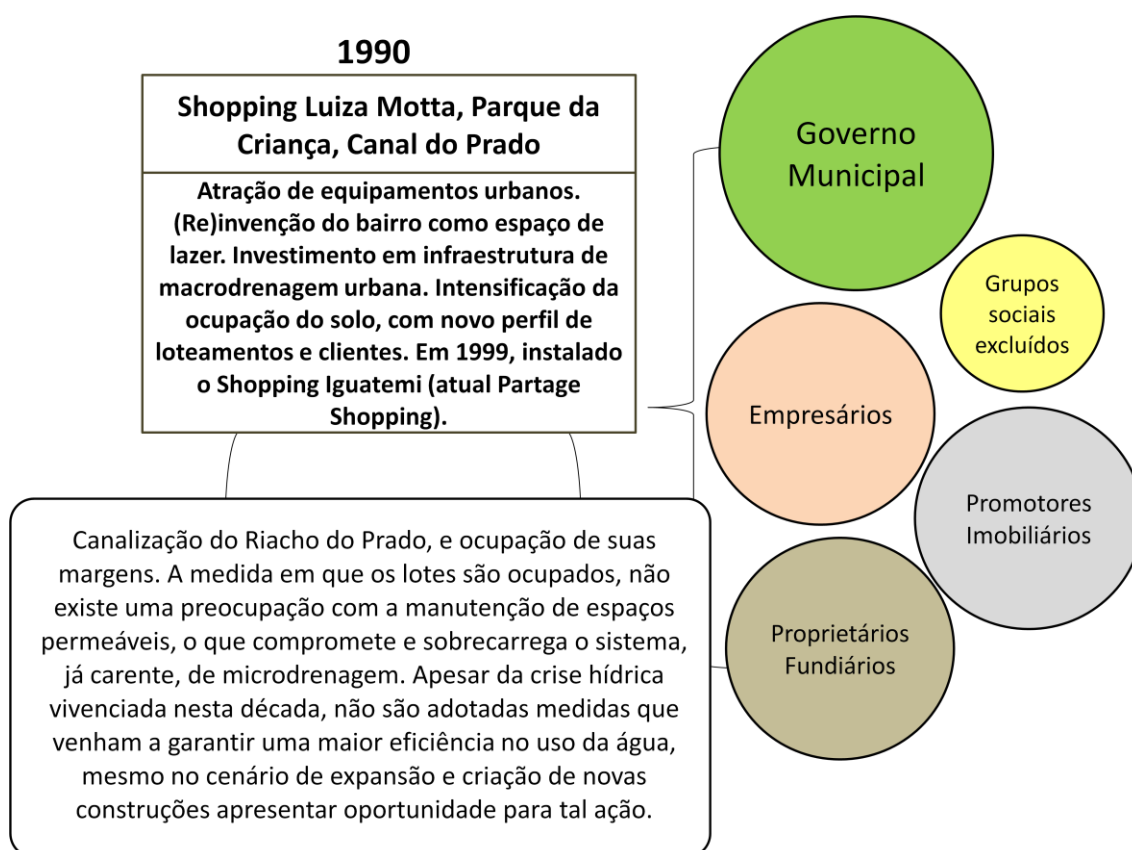 1990
Shopping Luiza Motta, Parque da
Criança, Canal do Prado
Atração de equipamentos urbanos.
(Re)invenção do bairro como espaço de
lazer. Investimento em infraestrutura de
macrodrenagem urbana. Intensificação da
ocupação do solo, com novo perfil de
loteamentos e clientes. Em 1999, instalado
o Shopping Iguatemi (atual Partage
Shopping).
Canalização do Riacho do Prado, e ocupação de suas
margens. A medida em que os lotes são ocupados, não
existe uma preocupação com a manutenção de espaços
permeáveis, o que compromete e sobrecarrega o sistema,
já carente, de microdrenagem. Apesar da crise hídrica
vivenciada nesta década, não são adotadas medidas que
venham a garantir uma maior eficiência no uso da água,
mesmo no cenário de expansão e criação de novas
construções apresentar oportunidade para tal ação.
Governo
Municipal
Grupos
sociais
excluídos
Empresários
Promotores
Imobiliários
Proprietários
Fundiários